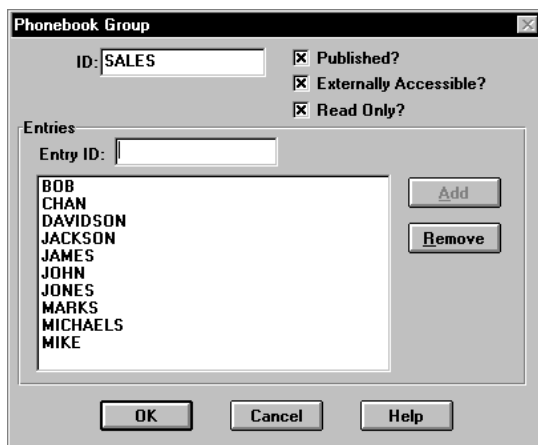 Phonebook Group
ID: SALES
Published?
Externally Accessible?
Read Only?
Entries
Entry ID:
BOB
CHAN
DAVIDSON
JACKSON
JAMES
JOHN
JONES
MARKS
MICHAELS
MIKE
Add
Remove
OK Cancel Help